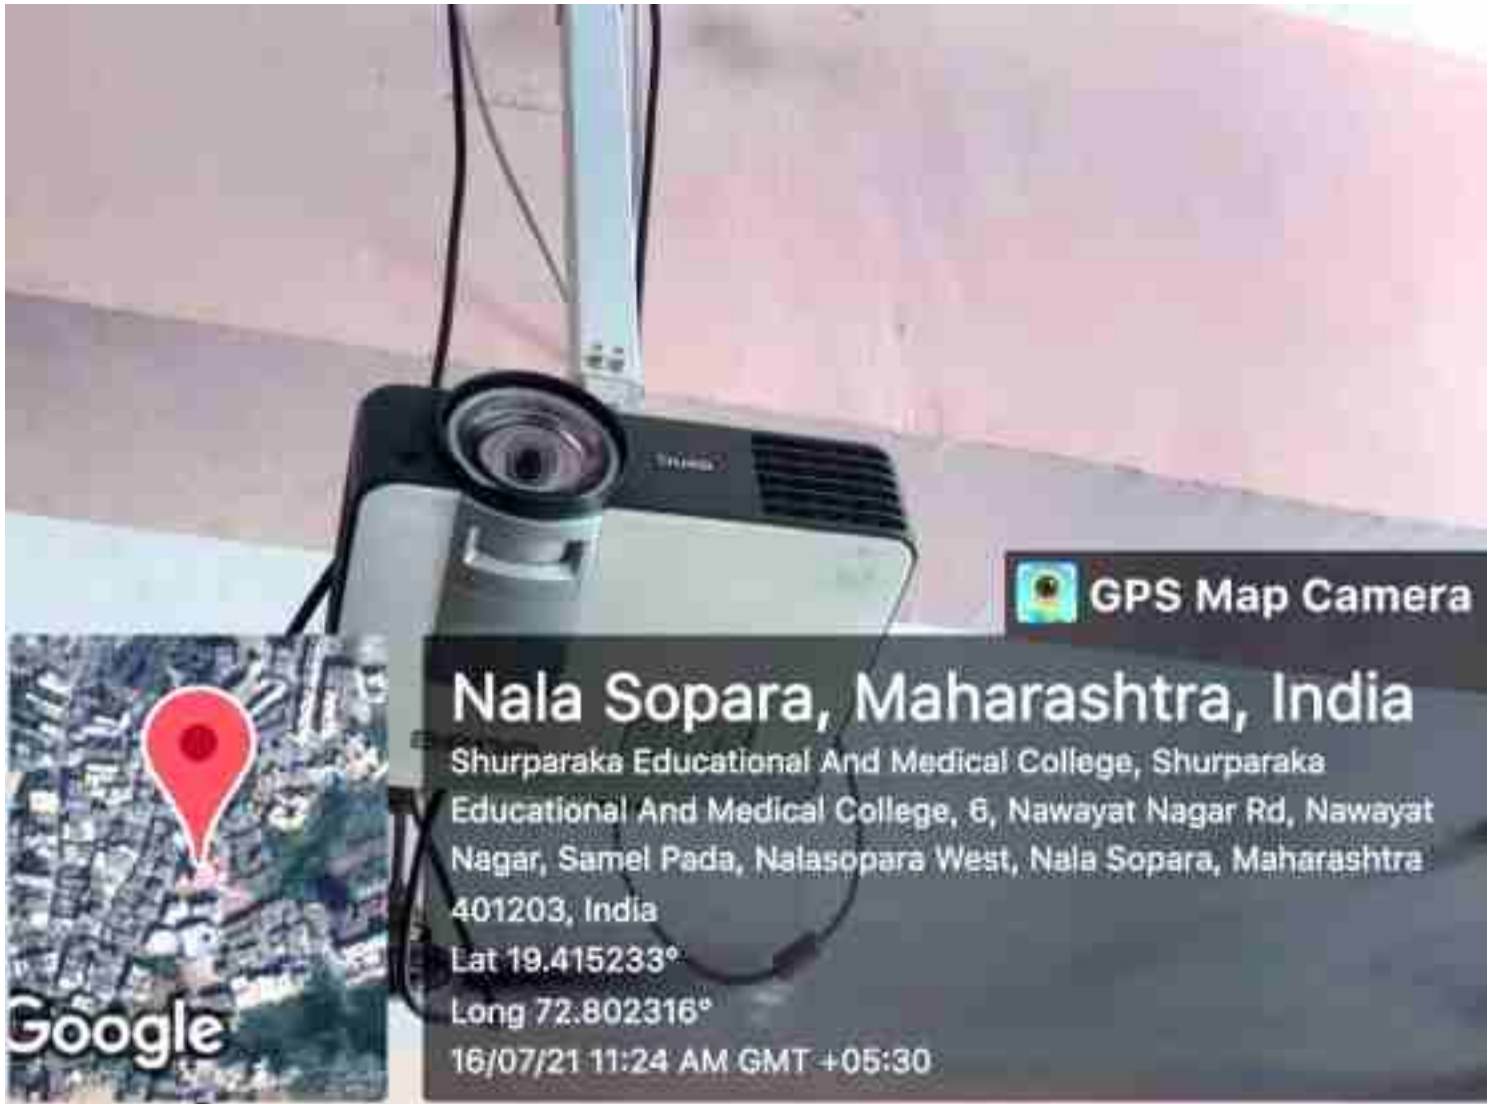 GPS Map Camera
Nala Sopara, Maharashtra, India
Shurparaka Educational And Medical College, Shurparaka
Educational And Medical College, 6, Nawayat Nagar Rd, Nawayat
Nagar, Samel Pada, Nalasopara West, Nala Sopara, Maharashtra
401203, India
Lat 19.415233°
Long 72.802316°
16/07/21 11:24 AM GMT +05:30
Google